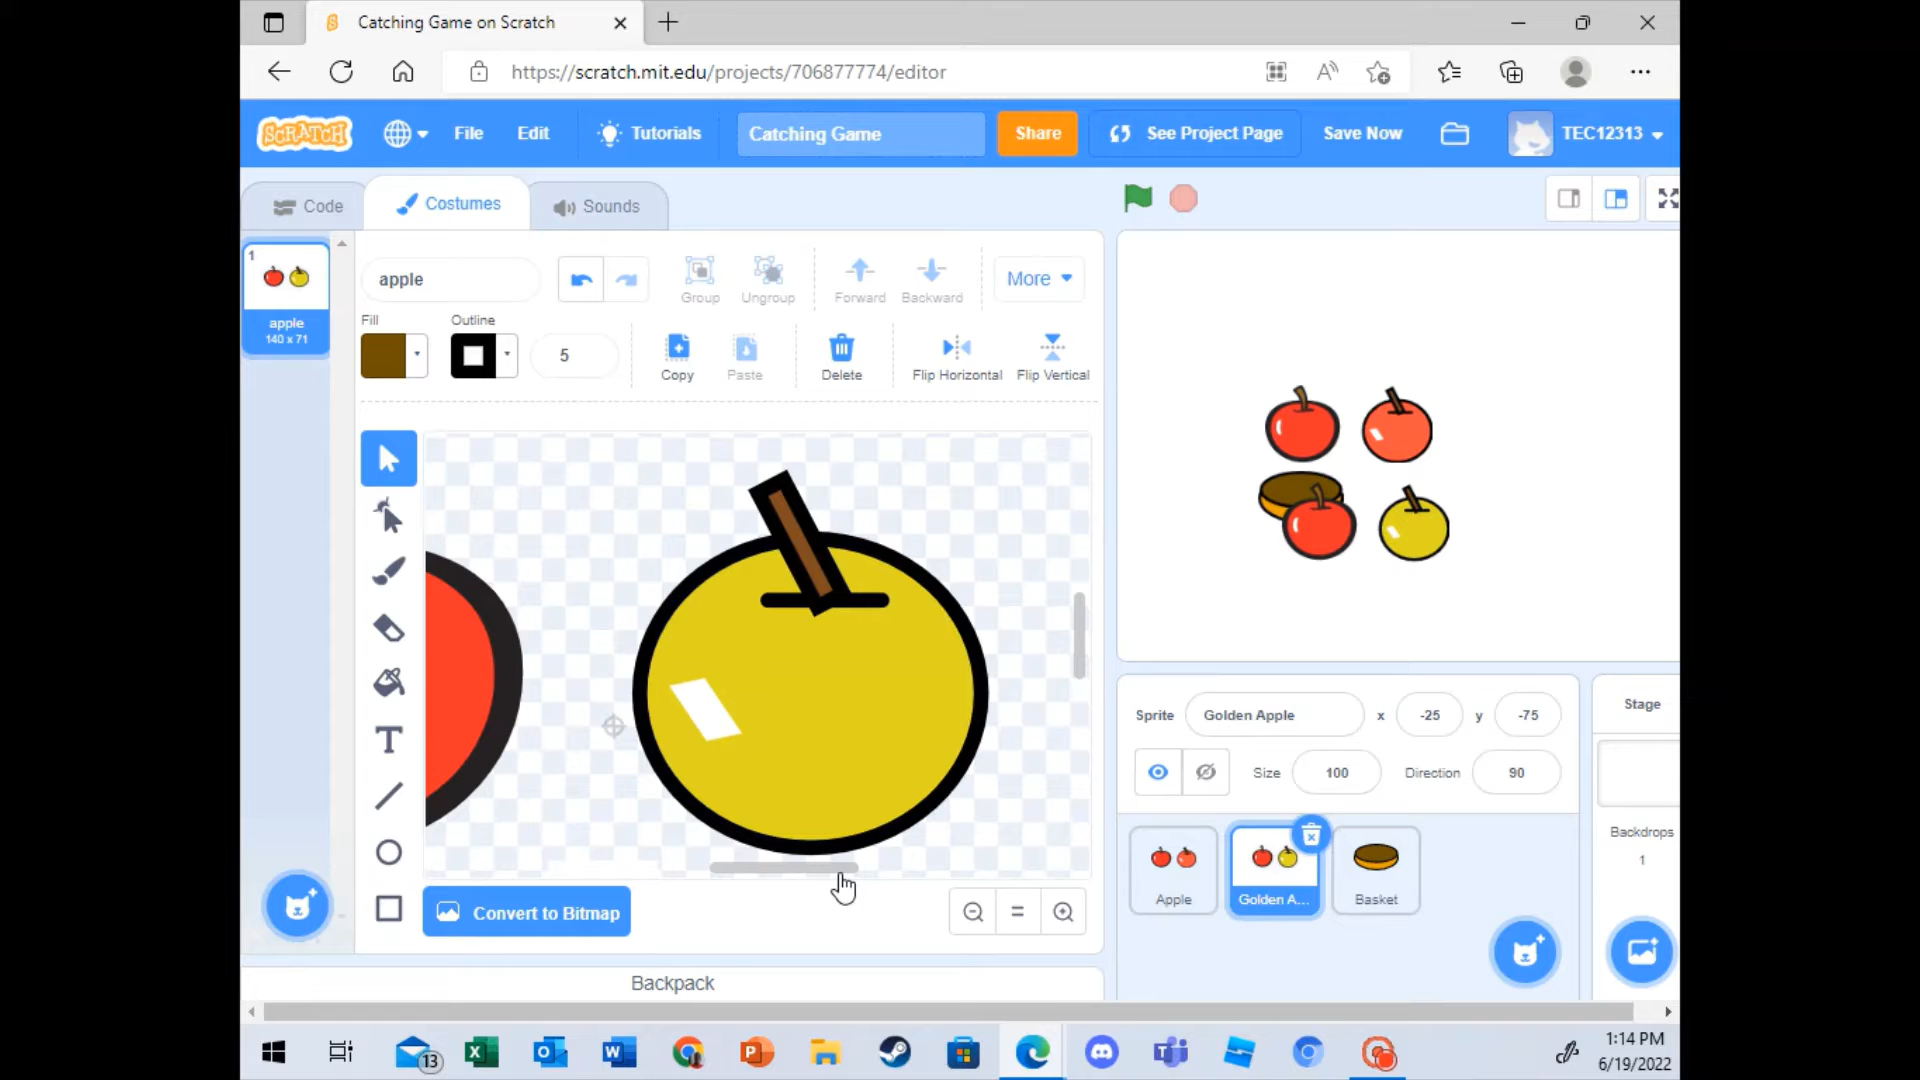 Catching Game on Scratch
https://scratch.mit.edu/projects/706877774/editor
SCRATCH
File
Edit
Tutorials
Catching Game
Share
See Project Page
Save Now
TEC12313
Code
Costumes
Sounds
1
apple
140 x 71
apple
Group
Ungroup
Forward
Backward
More
Fill
Outline
5
Copy
Paste
Delete
Flip Horizontal
Flip Vertical
T
Convert to Bitmap
Backpack
Sprite
Golden Apple
x
-25
y
-75
Size
100
Direction
90
Stage
Backdrops
1
Apple
Golden A...
Basket
13
1:14 PM
6/19/2022